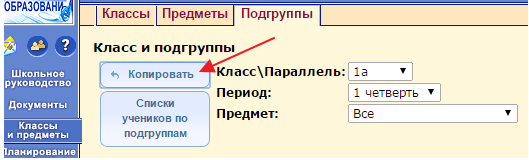 ОБРАЗОВАНИ
Классы Предметы Подгруппы
Класс и подгруппы
Копировать
Класс\Параллель: 1а
Период: 1 четверть
Предмет: Все
Списки
учеников по
подгруппам
Школьное
руководство
Документы
Классы
и предметы
Планирование